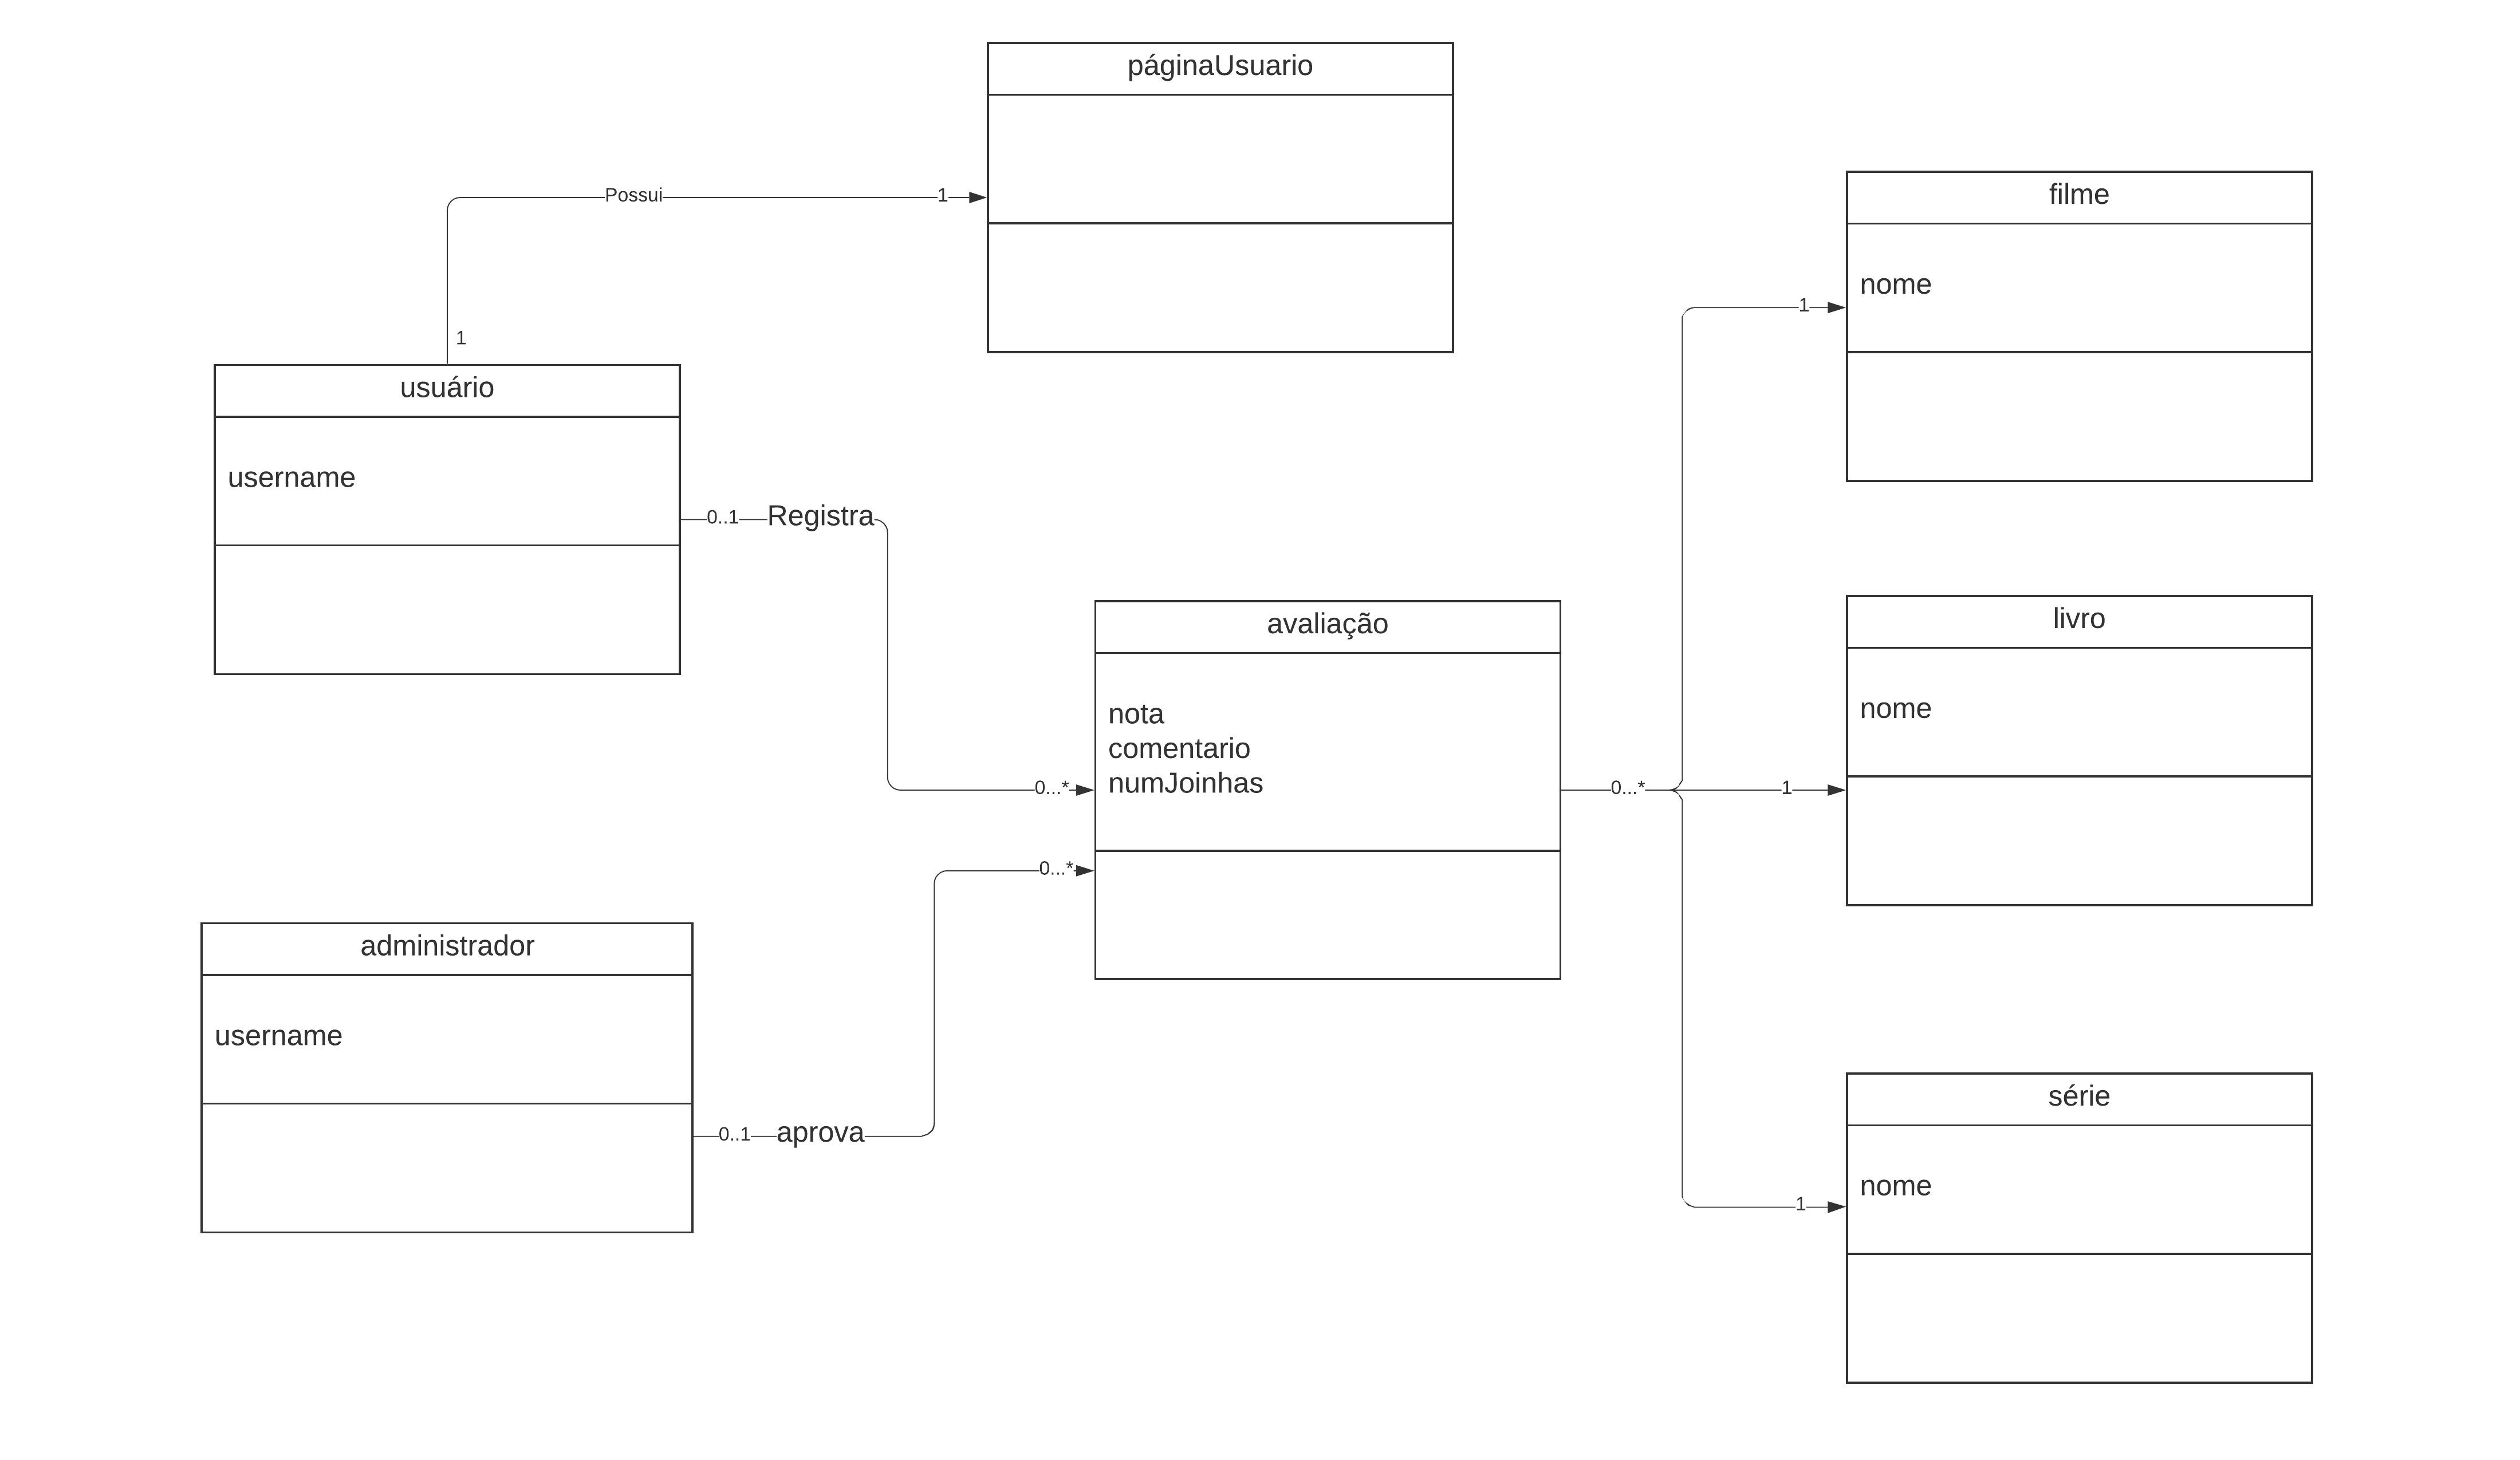 páginaUsuario
filme
nome
Possui
1
1
1
usuário
username
0..1
Registra
avaliação
nota
comentario
numJoinhas
0...*
0...*
0...*
1
livro
nome
administrador
username
0..1
aprova
série
nome
1